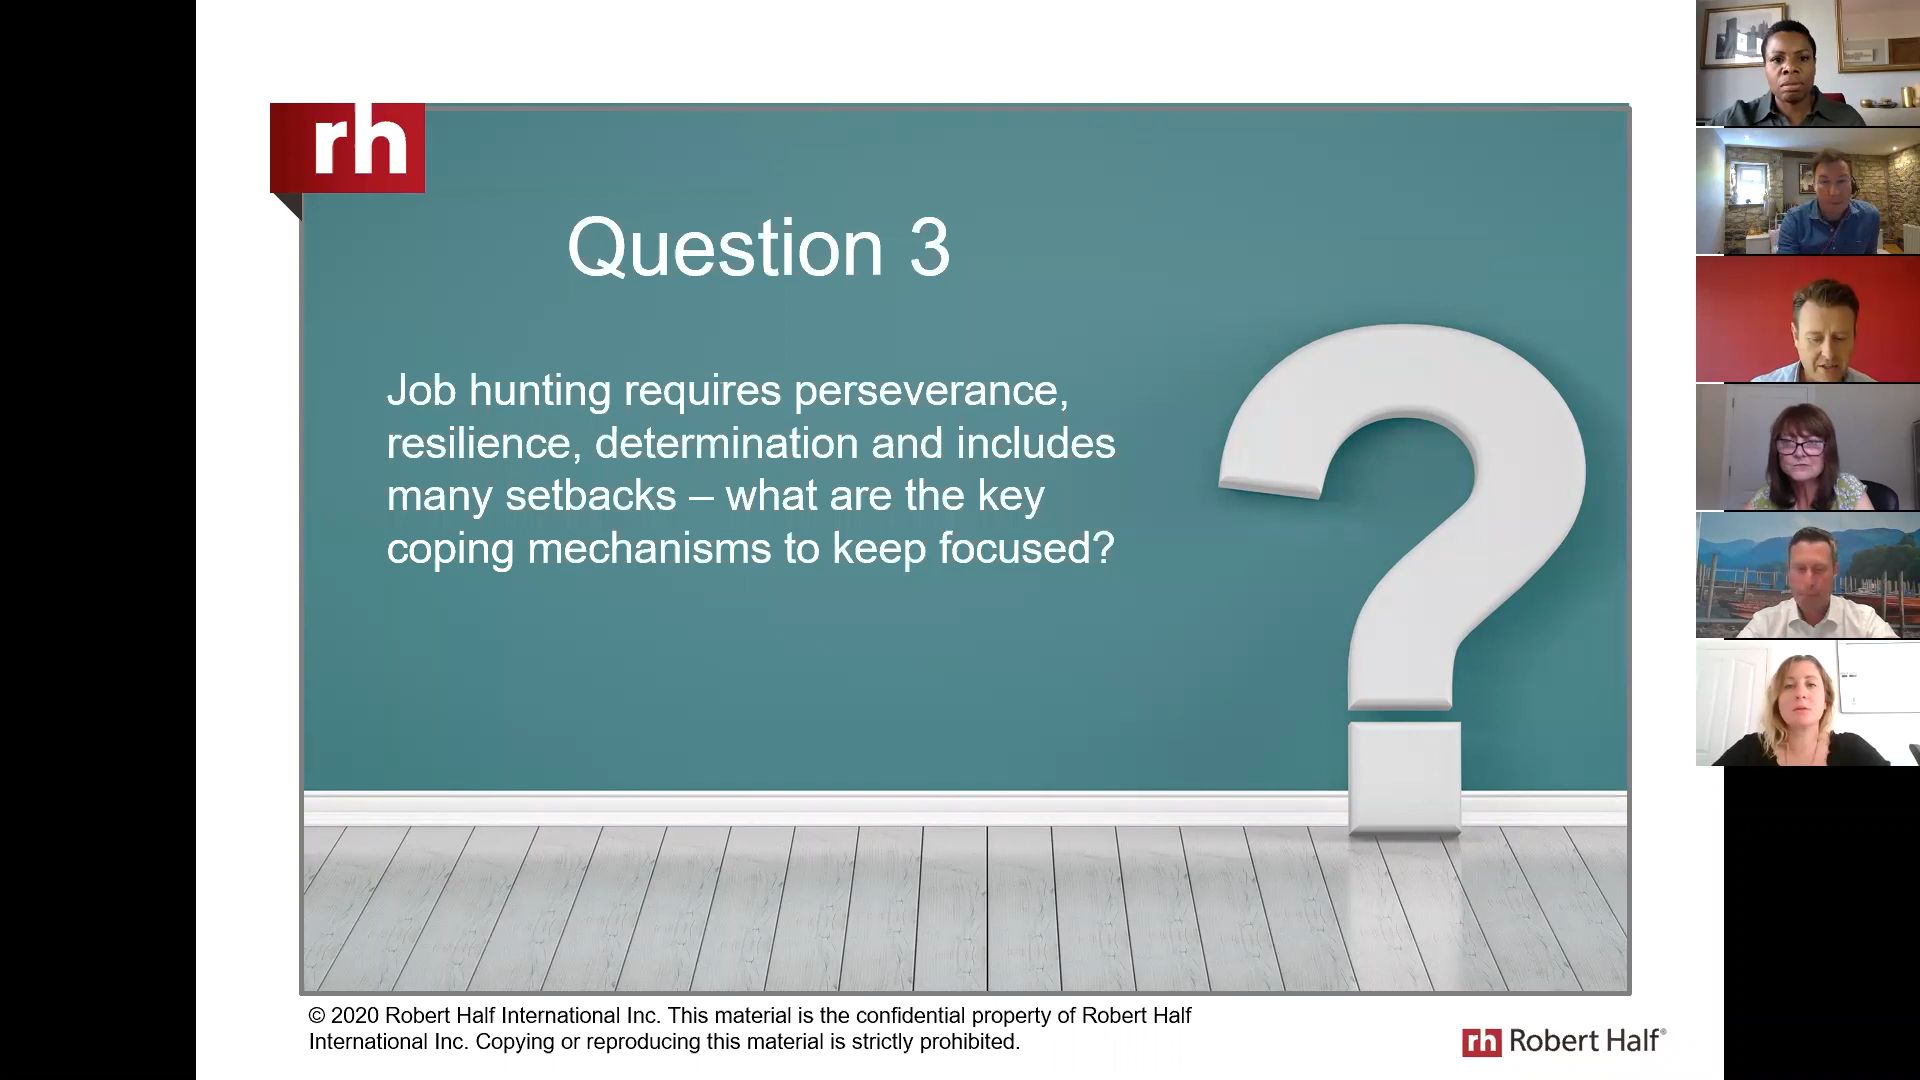 rh
Question 3
Job hunting requires perseverance,
resilience, determination and includes
many setbacks – what are the key
coping mechanisms to keep focused?
© 2020 Robert Half International Inc. This material is the confidential property of Robert Half
International Inc. Copying or reproducing this material is strictly prohibited.
rh Robert Half®